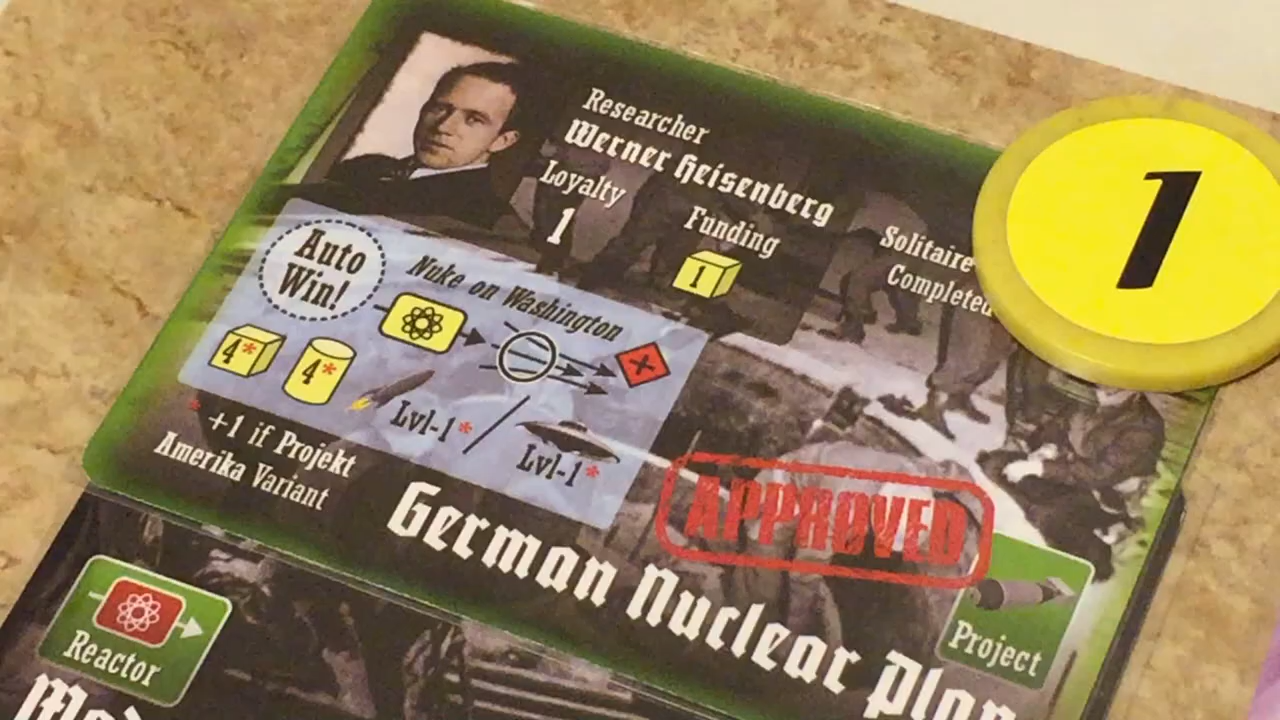 Researcher
Werner Heisenberg
Loyalty
1
Funding
1
Solitaire
Completed
1
Auto
Win!
Nuke on Washington
4*
4*
Lvl-1*
Lvl-1*
* +1 if Projekt
Amerika Variant
APPROVED
German Nuclear Plan
Project
Reactor